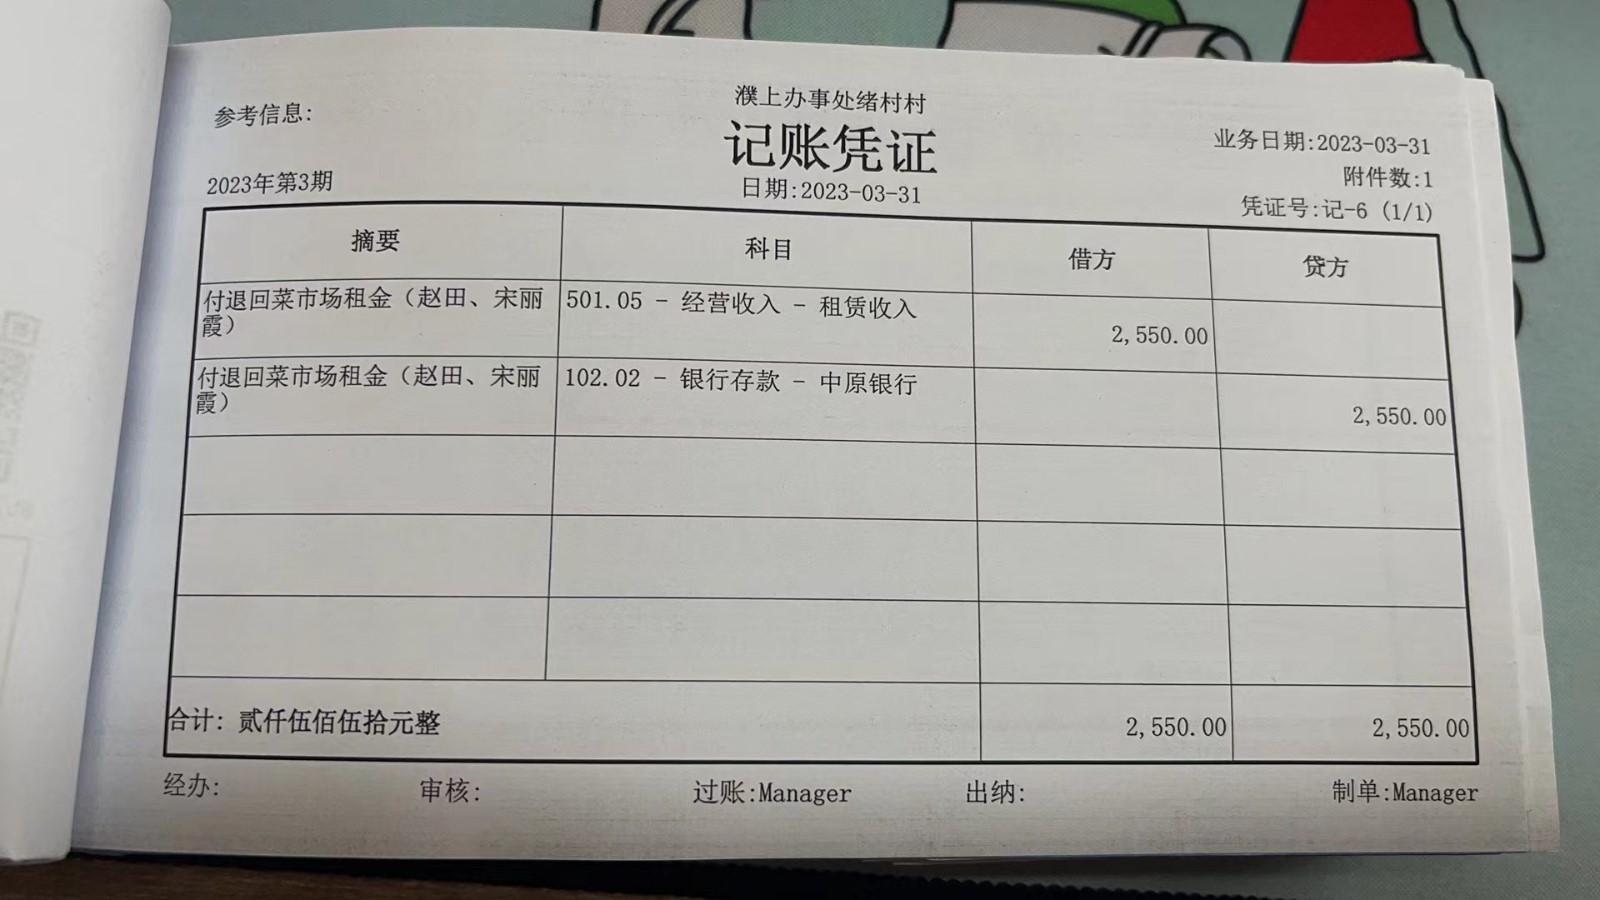 濮上办事处绪村村
参考信息:
记账凭证
业务日期:2023-03-31
附件数:1
2023年第3期
日期:2023-03-31
凭证号:记-6 (1/1)
摘要 科目 借方 贷方
付退回菜市场租金（赵田、宋丽
霞）
501.05 - 经营收入 - 租赁收入
2,550.00
付退回菜市场租金（赵田、宋丽
霞）
102.02 - 银行存款 - 中原银行
2,550.00
合计: 贰仟伍佰伍拾元整 2,550.00 2,550.00
经办: 审核: 过账:Manager 出纳: 制单:Manager